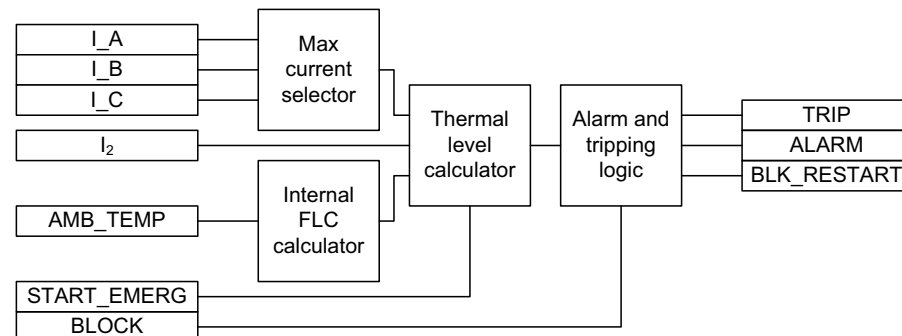 I_A
I_B
I_C
I₂
AMB_TEMP
START_EMERG
BLOCK
Max
current
selector
Internal
FLC
calculator
Thermal
level
calculator
Alarm and
tripping
logic
TRIP
ALARM
BLK_RESTART